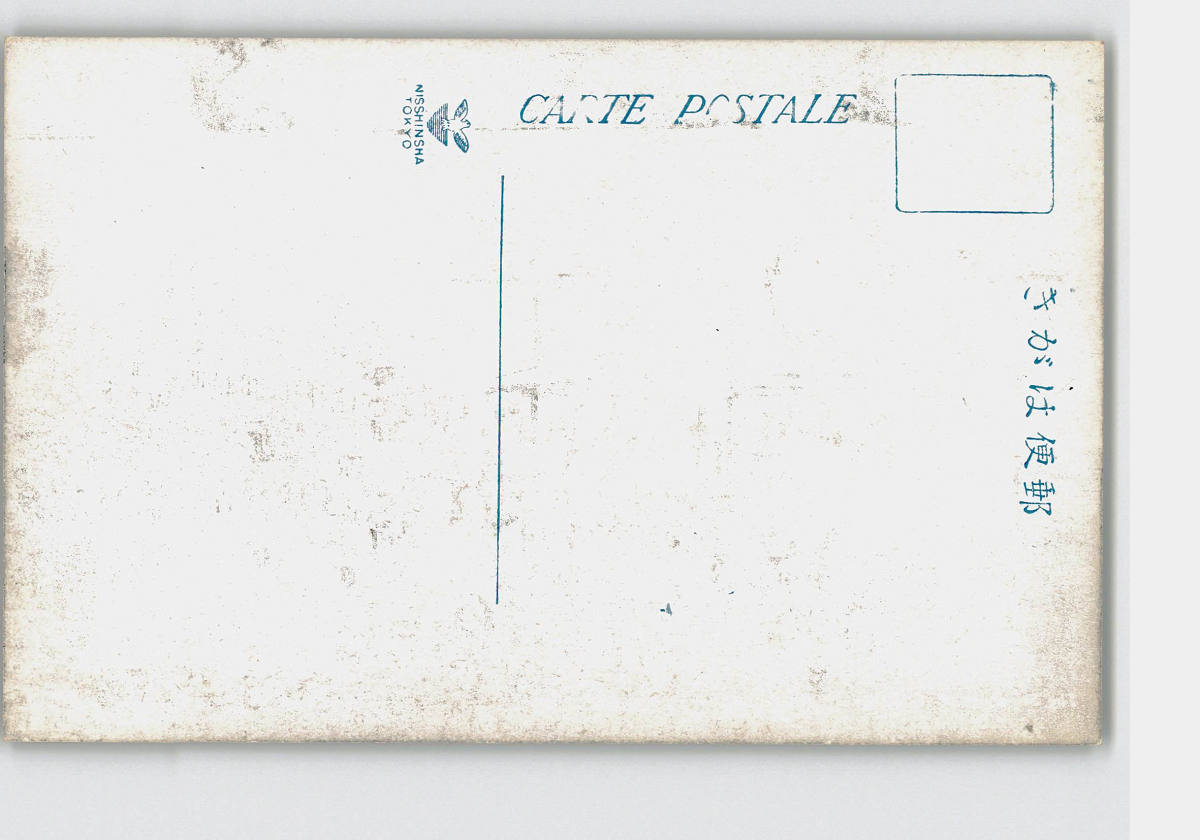 CARTE POSTALE
NISSHINSHA
TOKYO
郵便はがき